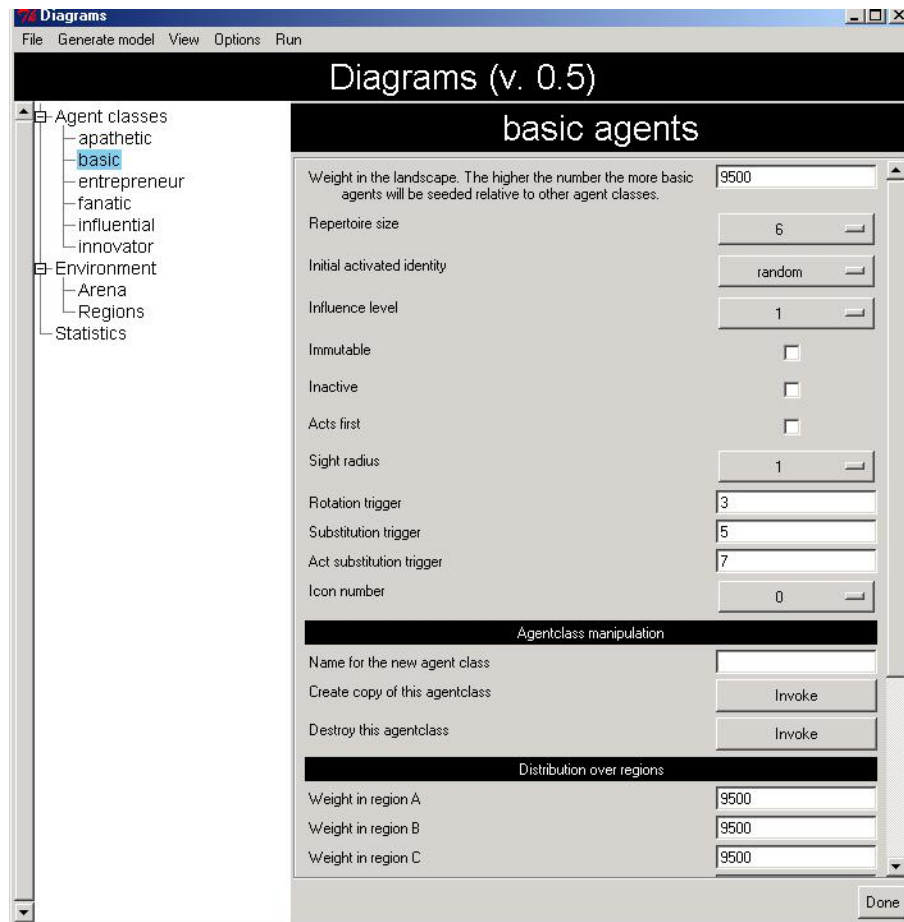 Diagrams
File Generate model View Options Run
Diagrams (v. 0.5)
Agent classes
apathetic
basic
entrepreneur
fanatic
influential
innovator
Environment
Arena
Regions
Statistics
basic agents
Weight in the landscape. The higher the number the more basic 9500
agents will be seeded relative to other agent classes.
Repertoire size 6
Initial activated identity random
Influence level 1
Immutable
Inactive
Acts first
Sight radius 1
Rotation trigger 3
Substitution trigger 5
Act substitution trigger 7
Icon number 0
Agentclass manipulation
Name for the new agent class
Create copy of this agentclass Invoke
Destroy this agentclass Invoke
Distribution over regions
Weight in region A 9500
Weight in region B 9500
Weight in region C 9500
Done